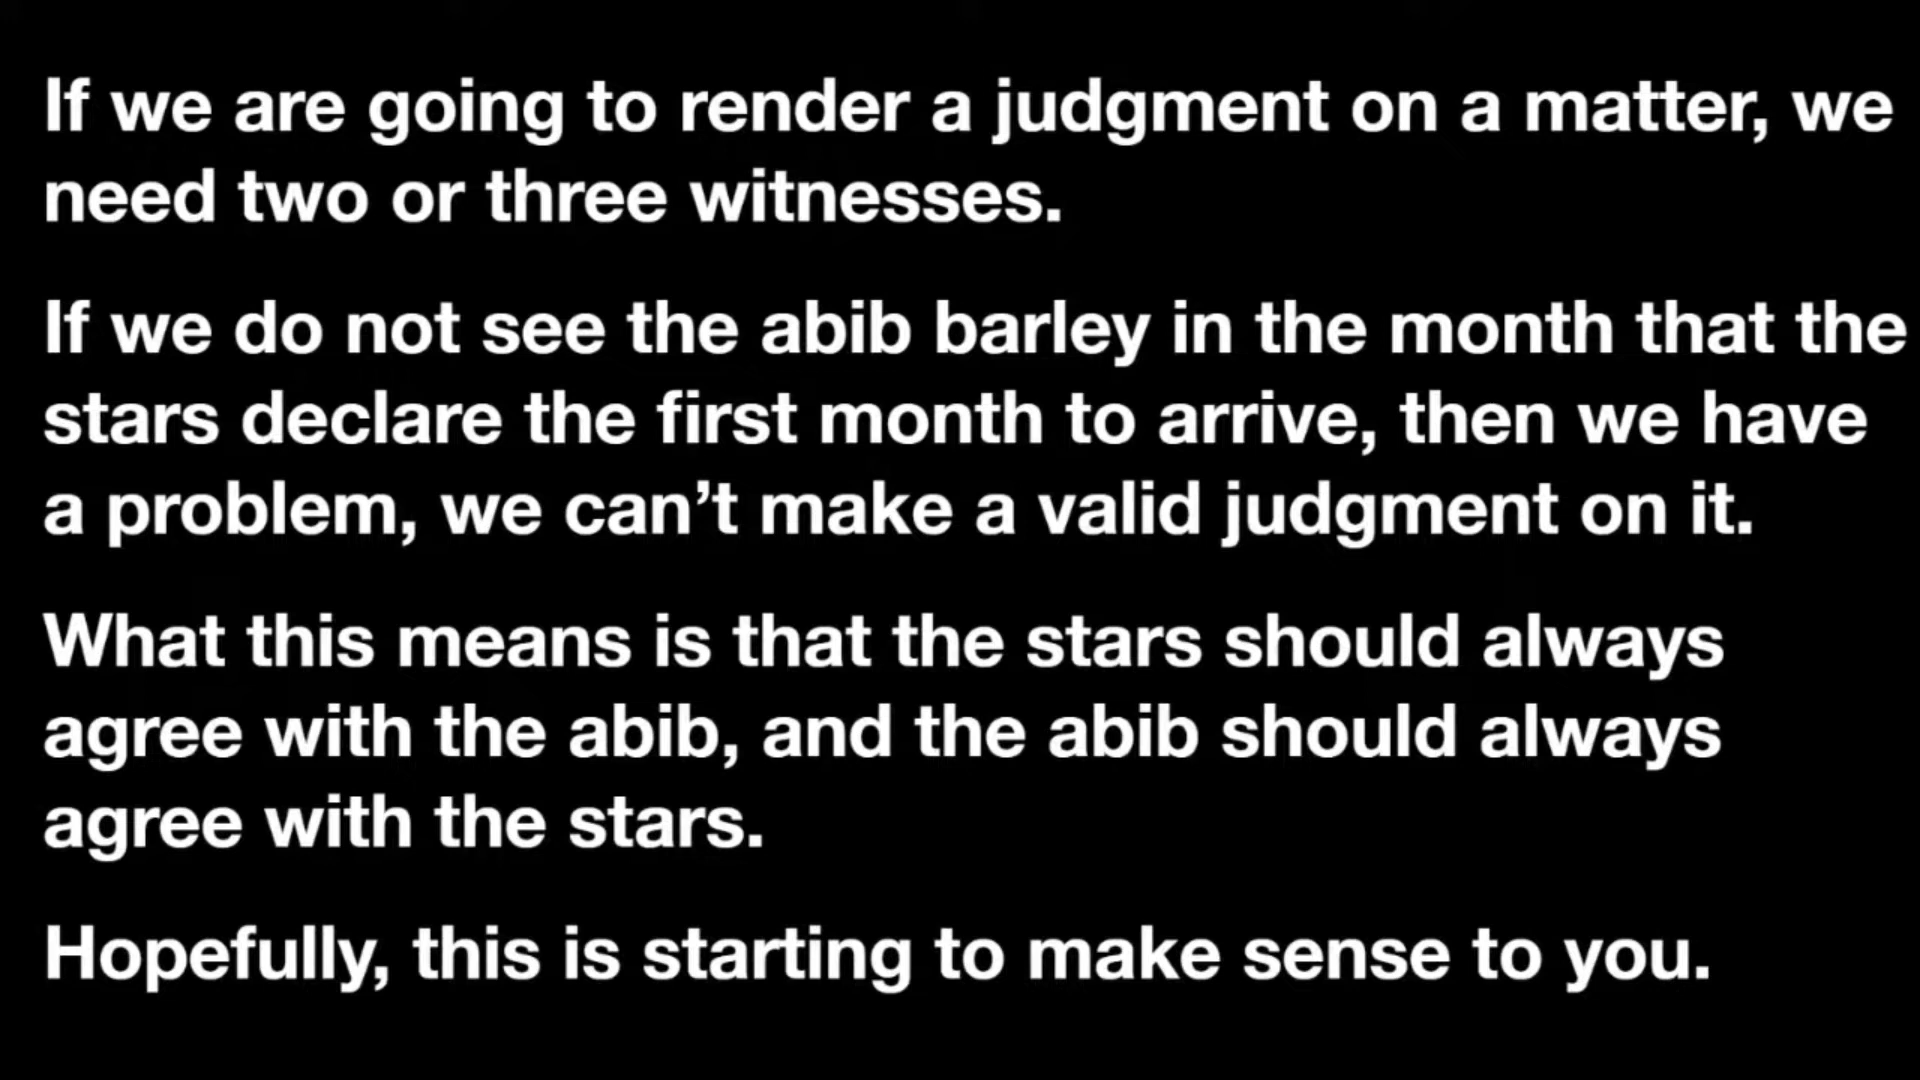 If we are going to render a judgment on a matter, we
need two or three witnesses.
If we do not see the abib barley in the month that the
stars declare the first month to arrive, then we have
a problem, we can’t make a valid judgment on it.
What this means is that the stars should always
agree with the abib, and the abib should always
agree with the stars.
Hopefully, this is starting to make sense to you.